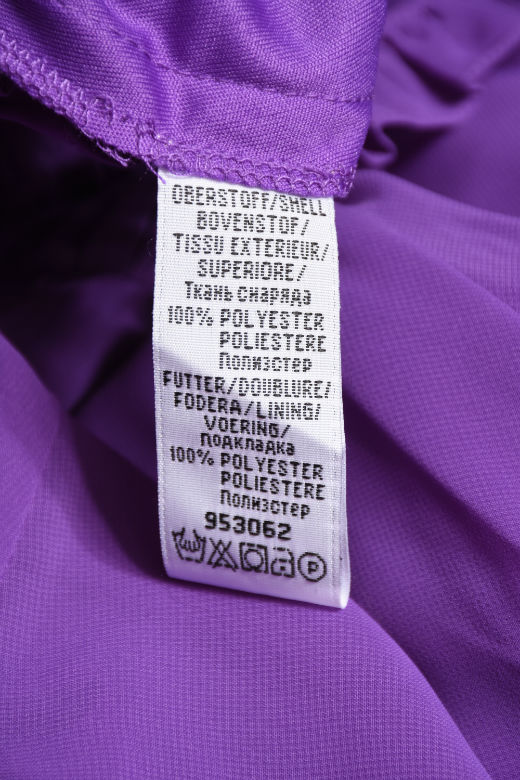 OBERSTOFF/SHELL
BOVENSTOF/
TISSU EXTERIEUR/
SUPERIORE/
Ткань снаряда
100% POLYESTER
POLIESTERE
Полиэстер
FUTTER/DOUBLURE/
FODERA/LINING/
VOERING/
подкладка
100% POLYESTER
POLIESTERE
Полиэстер
953062
P